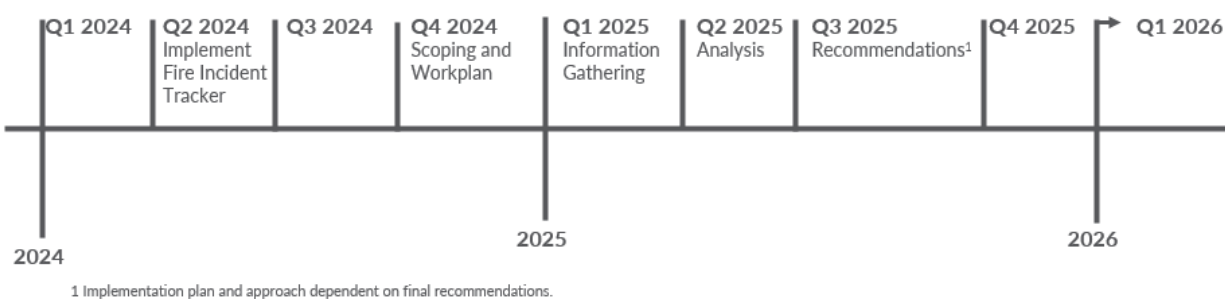 Q1 2024
Q2 2024
Implement
Fire Incident
Tracker
Q3 2024
Q4 2024
Scoping and
Workplan
Q1 2025
Information
Gathering
Q2 2025
Analysis
Q3 2025
Recommendations¹
Q4 2025
Q1 2026
2024
2025
2026
1 Implementation plan and approach dependent on final recommendations.